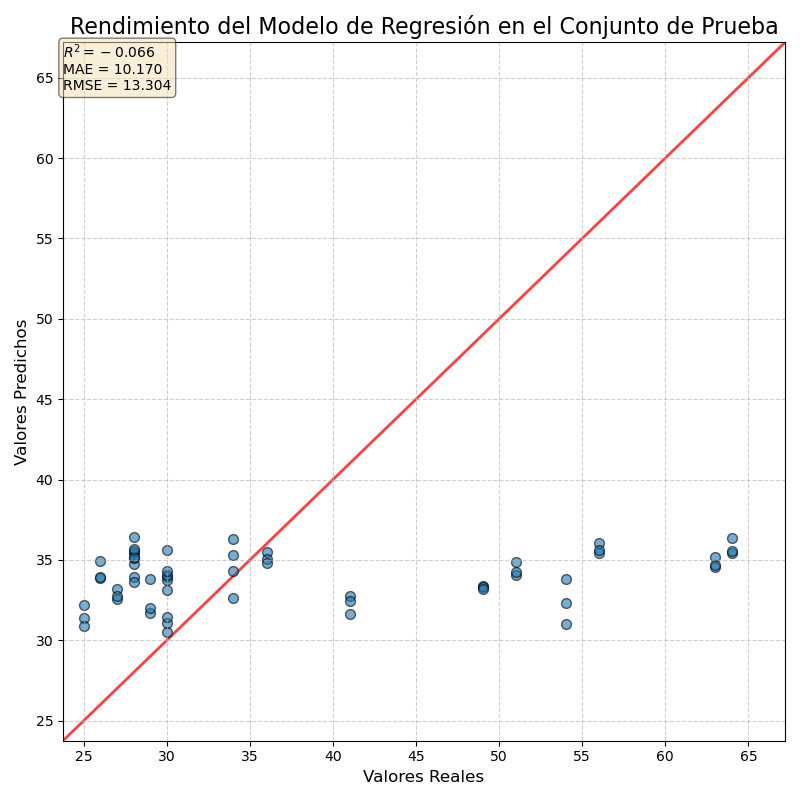 Rendimiento del Modelo de Regresión en el Conjunto de Prueba
R² = −0.066
MAE = 10.170
RMSE = 13.304
65
60
55
50
45
40
35
30
25
Valores Predichos
25 30 35 40 45 50 55 60 65
Valores Reales